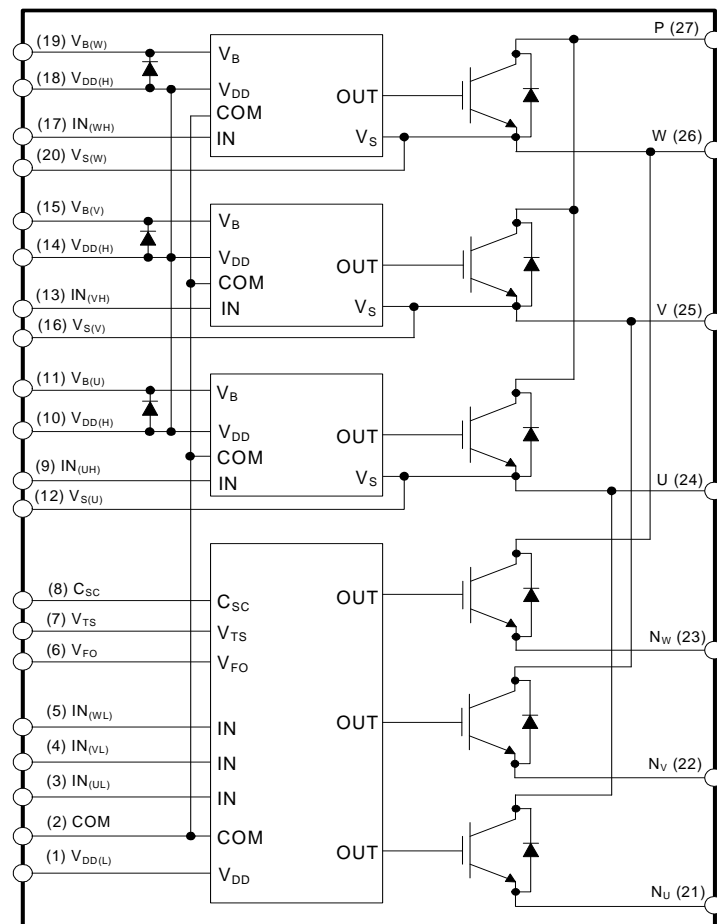 (19) VB(W)
VB
P (27)
(18) VDD(H)
VDD
OUT
COM
(17) IN(WH)
IN
VS
W (26)
(20) VS(W)
(15) VB(V)
VB
(14) VDD(H)
VDD
OUT
COM
(13) IN(VH)
IN
VS
V (25)
(16) VS(V)
(11) VB(U)
VB
(10) VDD(H)
VDD
OUT
COM
(9) IN(UH)
IN
VS
U (24)
(12) VS(U)
(8) CSC
CSC
OUT
(7) VTS
VTS
(6) VFO
VFO
NW (23)
(5) IN(WL)
IN
OUT
(4) IN(VL)
IN
NV (22)
(3) IN(UL)
IN
(2) COM
COM
OUT
(1) VDD(L)
VDD
NU (21)